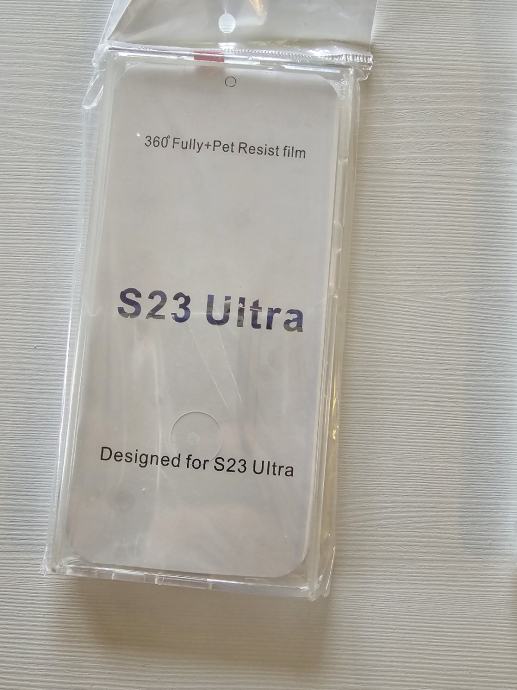 360° Fully+Pet Resist film
S23 Ultra
Designed for S23 Ultra